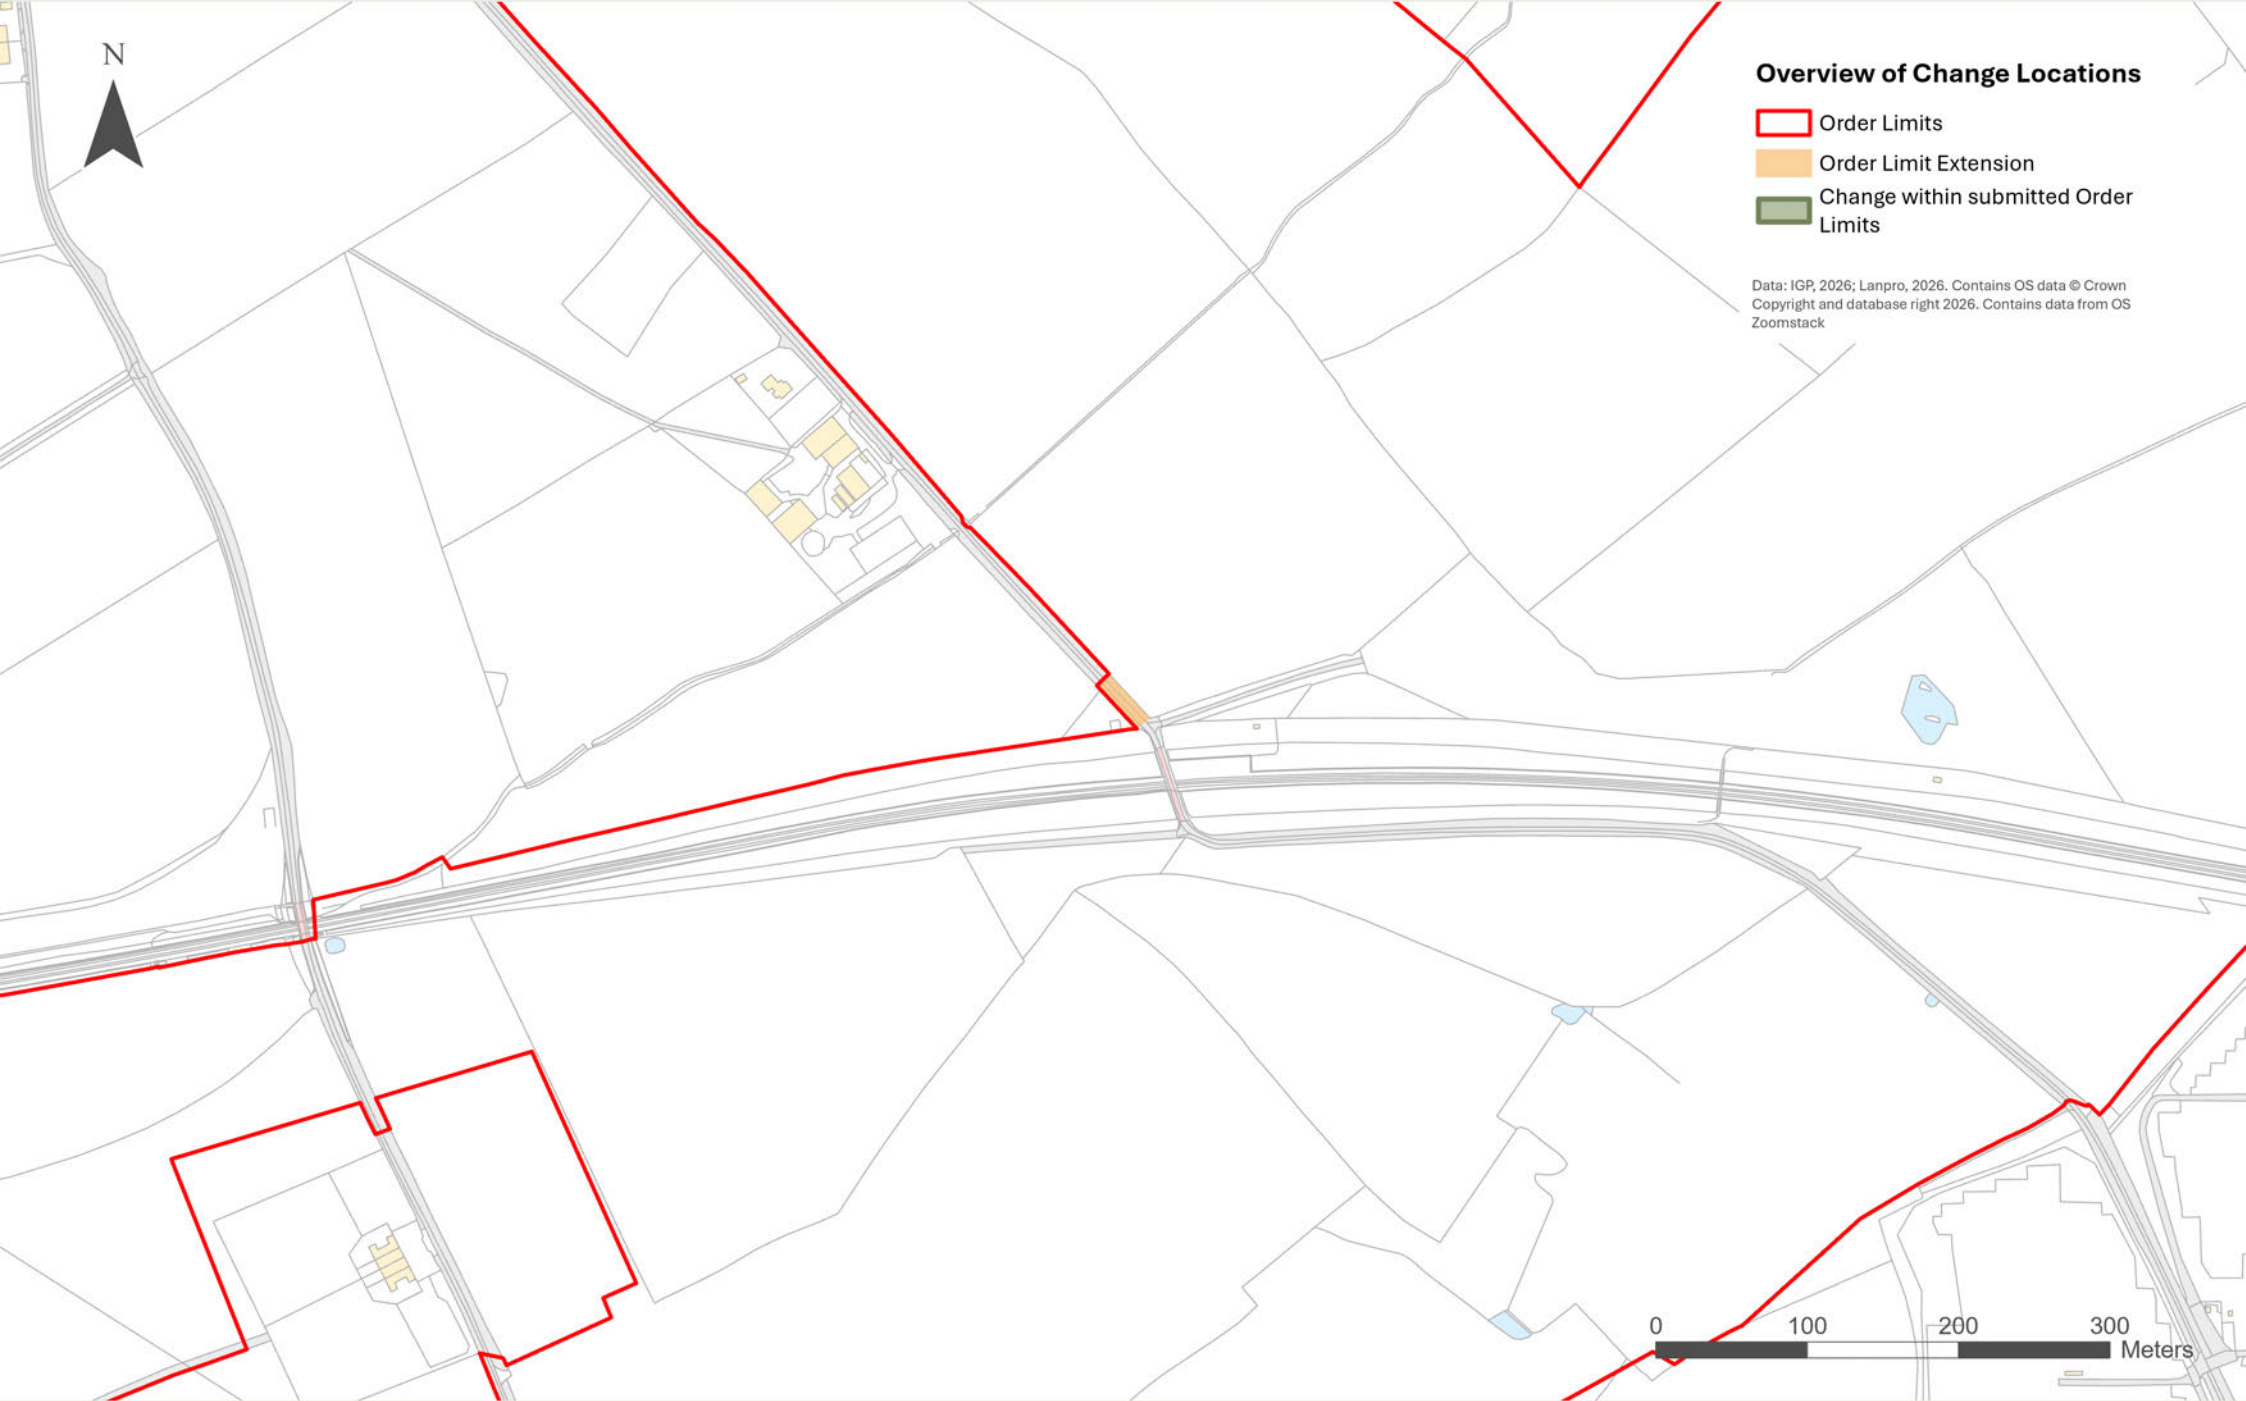 N
Overview of Change Locations
Order Limits
Order Limit Extension
Change within submitted Order
Limits
Data: IGP, 2026; Lanpro, 2026. Contains OS data © Crown
Copyright and database right 2026. Contains data from OS
Zoomstack
0 100 200 300
Meters